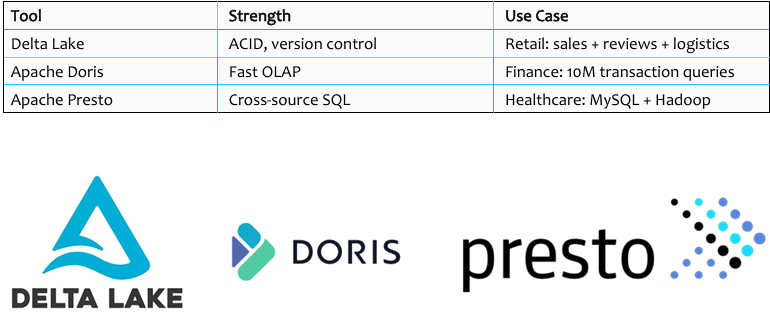 Tool Strength Use Case
Delta Lake ACID, version control Retail: sales + reviews + logistics
Apache Doris Fast OLAP Finance: 10M transaction queries
Apache Presto Cross-source SQL Healthcare: MySQL + Hadoop
DELTA LAKE
DORIS
presto